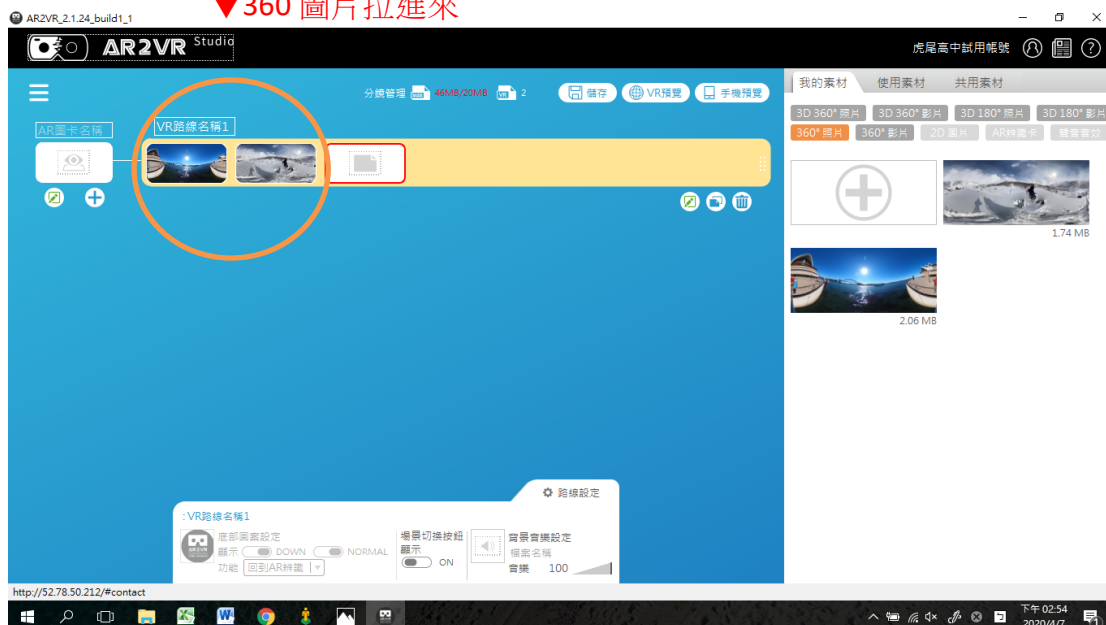 ▼360 圖片拉進來
AR2VR_2.1.24_build1_1
AR2VR Studio
虎尾高中試用帳號
分鏡管理 46MB/20MB 2 儲存 VR預覽 手機預覽
我的素材 使用素材 共用素材
3D 360° 照片 3D 360° 影片 3D 180° 照片 3D 180° 影片
360° 照片 360° 影片 2D 圖片 AR辨識卡 聲音音效
AR圖卡名稱 VR路線名稱1
1.74 MB
2.06 MB
路線設定
: VR路線名稱1
底部圖案設定
顯示 DOWN NORMAL
功能 回到AR辨識
場景切換按鈕
顯示
ON
背景音樂設定
檔案名稱
音樂 100
http://52.78.50.212/#contact
下午 02:54
2020/4/7